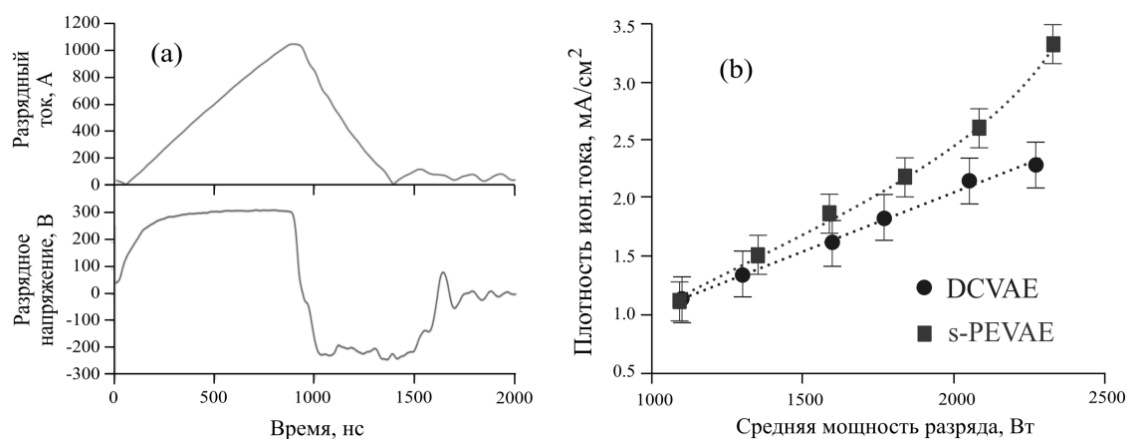 (a)
Разрядный
ток, А
1200
1000
800
600
400
200
0
Разрядное
напряжение, В
300
200
100
0
-100
-200
-300
0
500
1000
1500
2000
Время, нс
(b)
Плотность ион.тока, мА/см²
3.5
3.0
2.5
2.0
1.5
1.0
0.5
DCVAE
s-PEVAE
1000
1500
2000
2500
Средняя мощность разряда, Вт